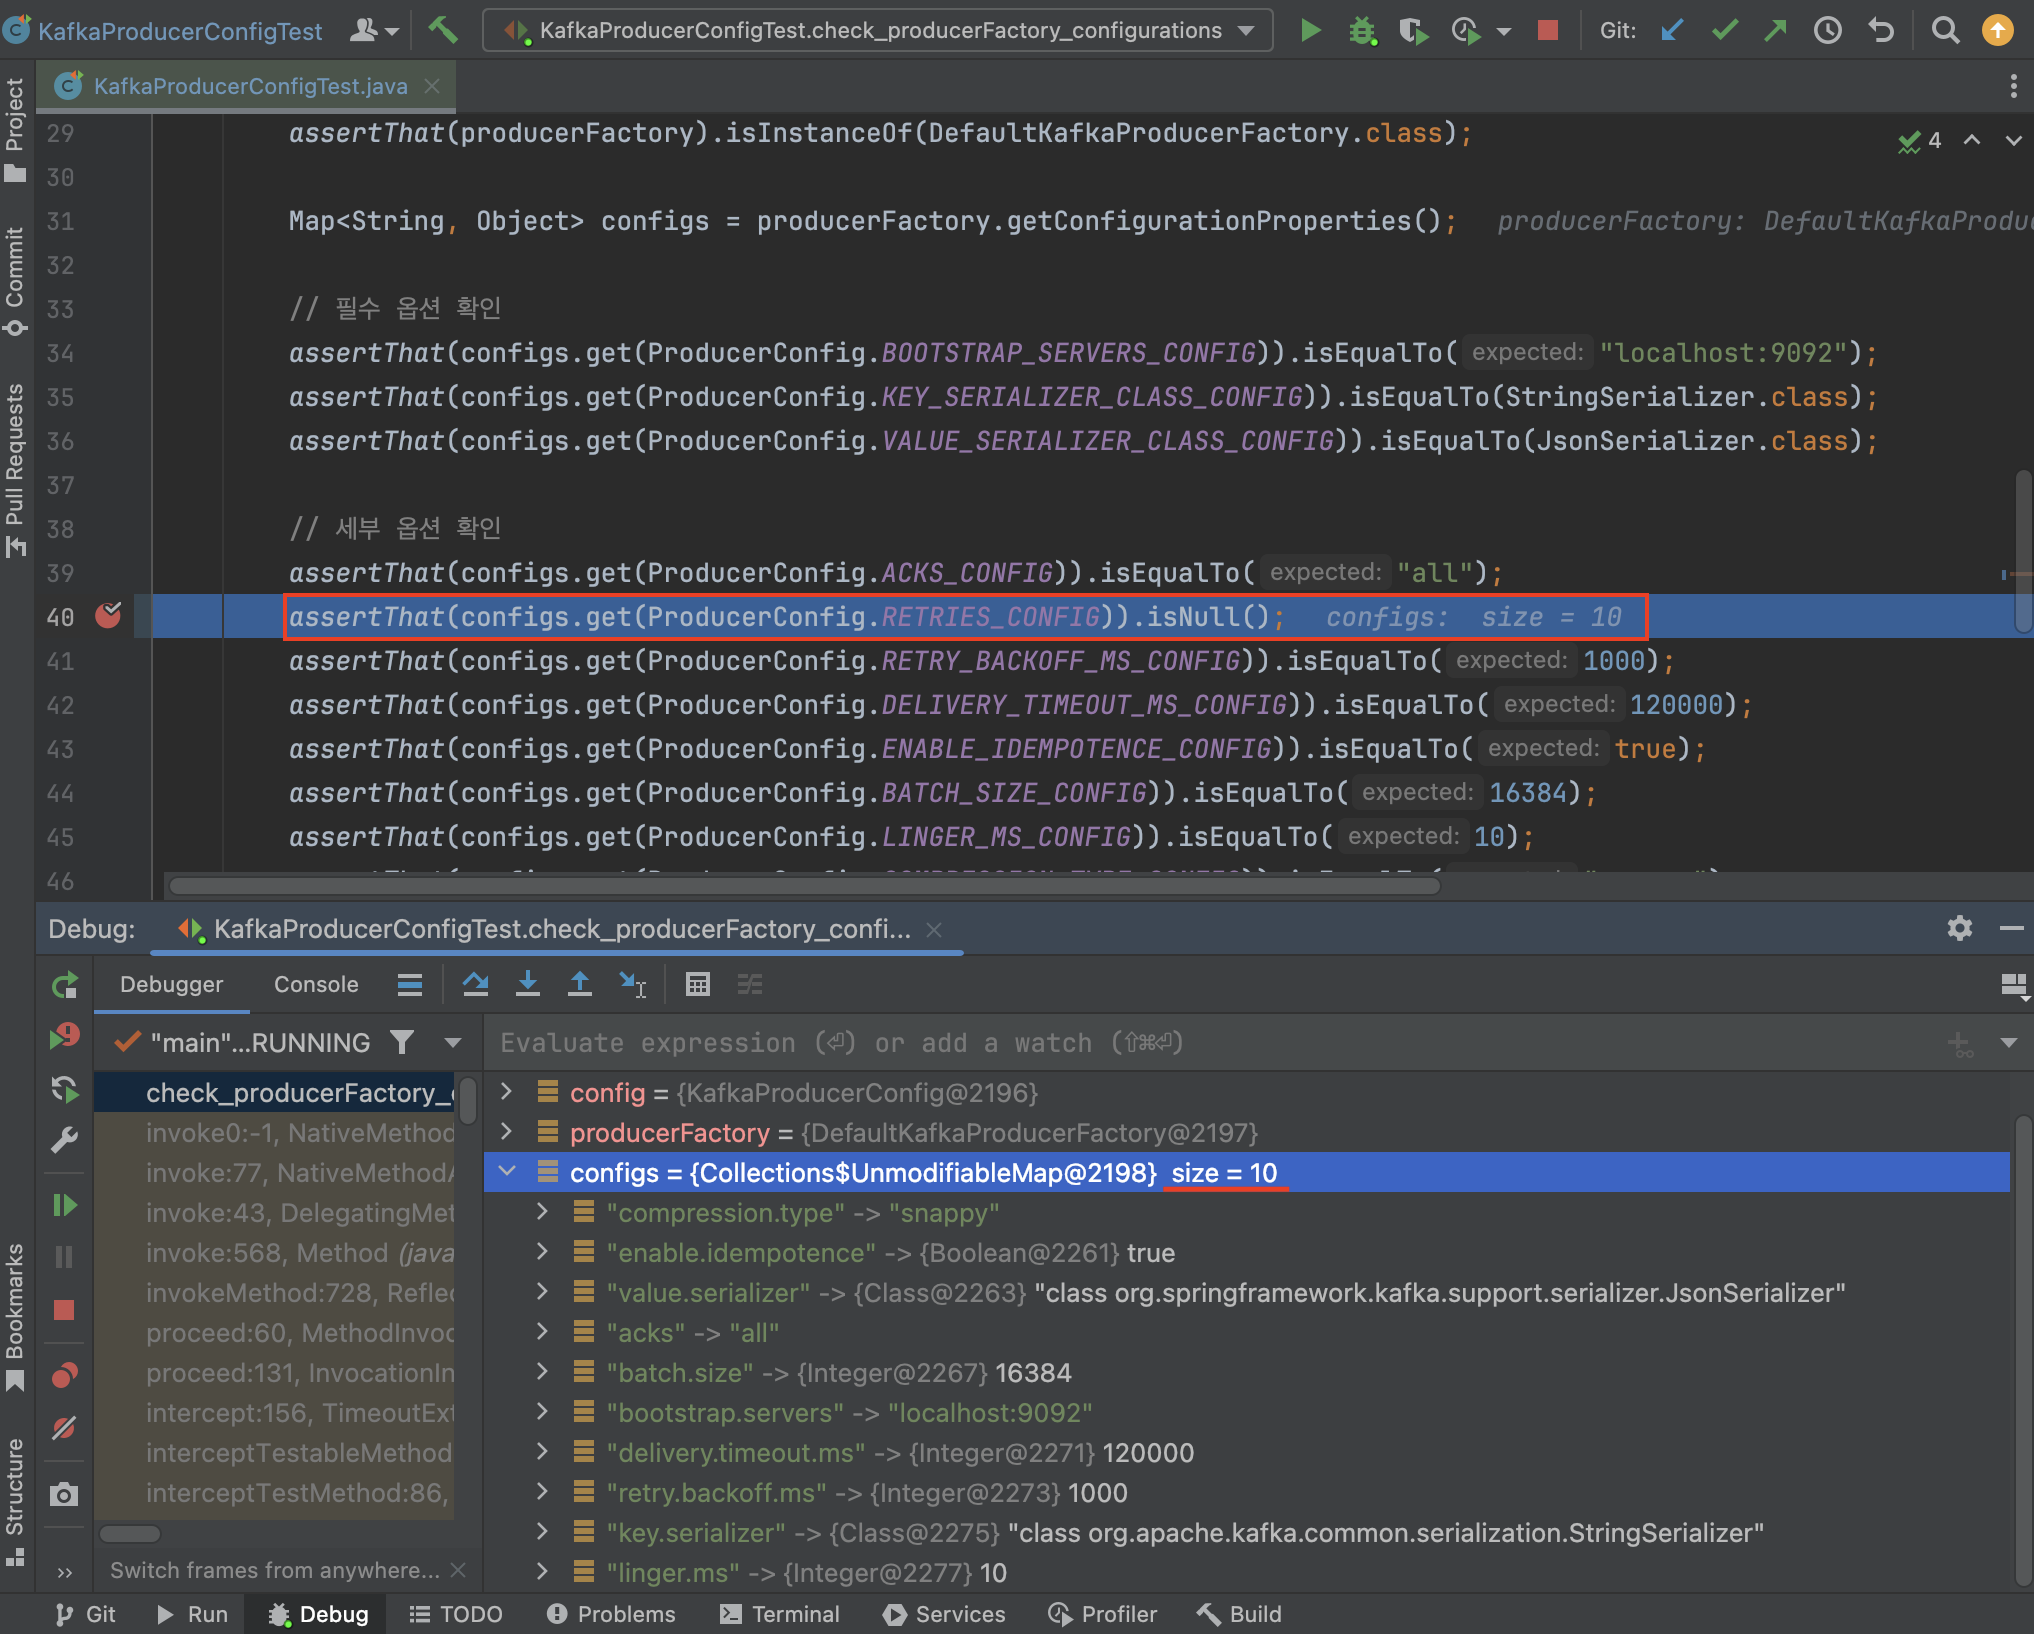 KafkaProducerConfigTest
KafkaProducerConfigTest.check_producerFactory_configurations
Git:
KafkaProducerConfigTest.java
Project
Commit
Pull Requests
Bookmarks
Structure
4
29 assertThat(producerFactory).isInstanceOf(DefaultKafkaProducerFactory.class);
30
31 Map<String, Object> configs = producerFactory.getConfigurationProperties(); producerFactory: DefaultKafkaProduc
32
33 // 필수 옵션 확인
34 assertThat(configs.get(ProducerConfig.BOOTSTRAP_SERVERS_CONFIG)).isEqualTo( expected: "localhost:9092");
35 assertThat(configs.get(ProducerConfig.KEY_SERIALIZER_CLASS_CONFIG)).isEqualTo(StringSerializer.class);
36 assertThat(configs.get(ProducerConfig.VALUE_SERIALIZER_CLASS_CONFIG)).isEqualTo(JsonSerializer.class);
37
38 // 세부 옵션 확인
39 assertThat(configs.get(ProducerConfig.ACKS_CONFIG)).isEqualTo( expected: "all");
40 assertThat(configs.get(ProducerConfig.RETRIES_CONFIG)).isNull(); configs: size = 10
41 assertThat(configs.get(ProducerConfig.RETRY_BACKOFF_MS_CONFIG)).isEqualTo( expected: 1000);
42 assertThat(configs.get(ProducerConfig.DELIVERY_TIMEOUT_MS_CONFIG)).isEqualTo( expected: 120000);
43 assertThat(configs.get(ProducerConfig.ENABLE_IDEMPOTENCE_CONFIG)).isEqualTo( expected: true);
44 assertThat(configs.get(ProducerConfig.BATCH_SIZE_CONFIG)).isEqualTo( expected: 16384);
45 assertThat(configs.get(ProducerConfig.LINGER_MS_CONFIG)).isEqualTo( expected: 10);
46
Debug: KafkaProducerConfigTest.check_producerFactory_confi...
Debugger Console
"main"...RUNNING
Evaluate expression (⏎) or add a watch (⇧⌘⏎)
check_producerFactory_
invoke0:-1, NativeMethod
invoke:77, NativeMethodA
invoke:43, DelegatingMet
invoke:568, Method (java
invokeMethod:728, Reflec
proceed:60, MethodInvoc
proceed:131, InvocationIn
intercept:156, TimeoutExt
interceptTestableMethod
interceptTestMethod:86,
Switch frames from anywhere...
config = {KafkaProducerConfig@2196}
producerFactory = {DefaultKafkaProducerFactory@2197}
configs = {Collections$UnmodifiableMap@2198} size = 10
"compression.type" -> "snappy"
"enable.idempotence" -> {Boolean@2261} true
"value.serializer" -> {Class@2263} "class org.springframework.kafka.support.serializer.JsonSerializer"
"acks" -> "all"
"batch.size" -> {Integer@2267} 16384
"bootstrap.servers" -> "localhost:9092"
"delivery.timeout.ms" -> {Integer@2271} 120000
"retry.backoff.ms" -> {Integer@2273} 1000
"key.serializer" -> {Class@2275} "class org.apache.kafka.common.serialization.StringSerializer"
"linger.ms" -> {Integer@2277} 10
Git Run Debug TODO Problems Terminal Services Profiler Build